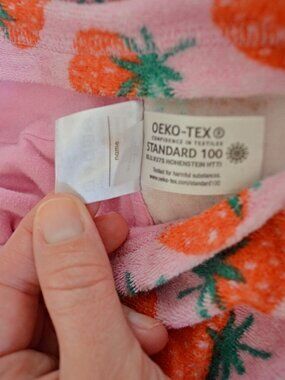 name
OEKO-TEX®
CONFIDENCE IN TEXTILES
STANDARD 100
HOHENSTEIN HTTI
Tested for harmful substances.
www.oeko-tex.com/standard100